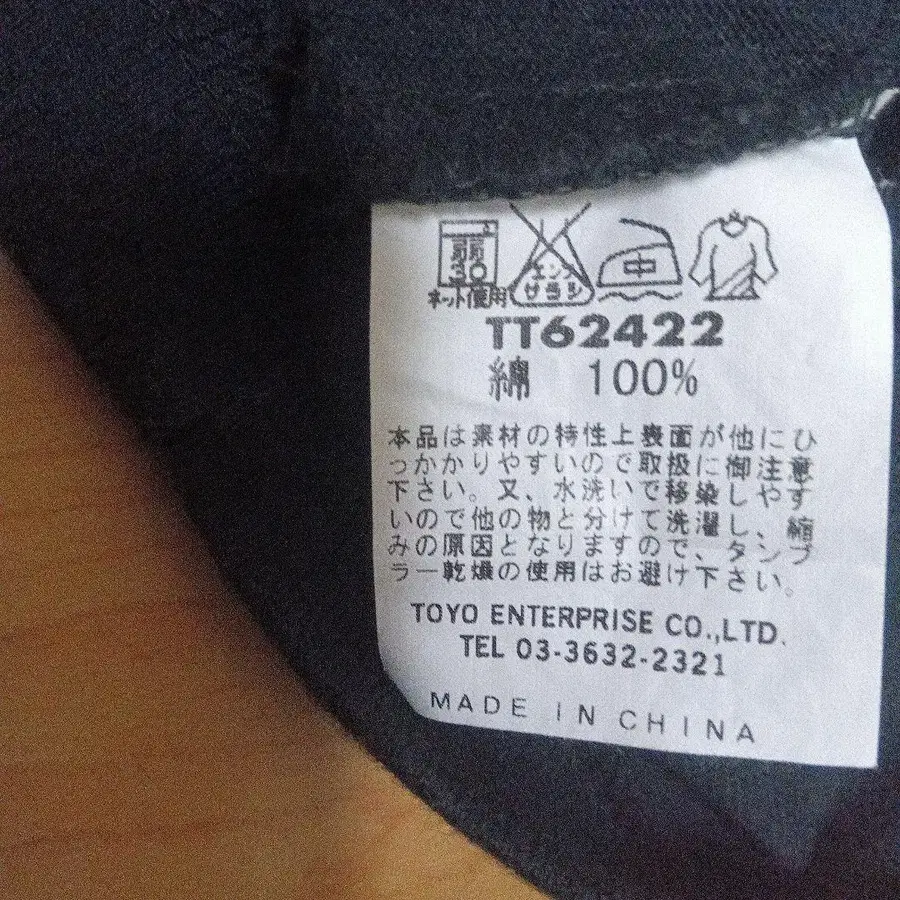 弱
30
ネット使用
エンソ
サラシ
中
TT62422
綿 100%
本品は素材の特性上表面が他にひ
っかかりやすいので取扱に御注意
下さい。又、水洗いで移染しやす
いので他の物と分けて洗濯し、縮
みの原因となりますので、タンブ
ラー乾燥の使用はお避け下さい。
TOYO ENTERPRISE CO.,LTD.
TEL 03-3632-2321
MADE IN CHINA